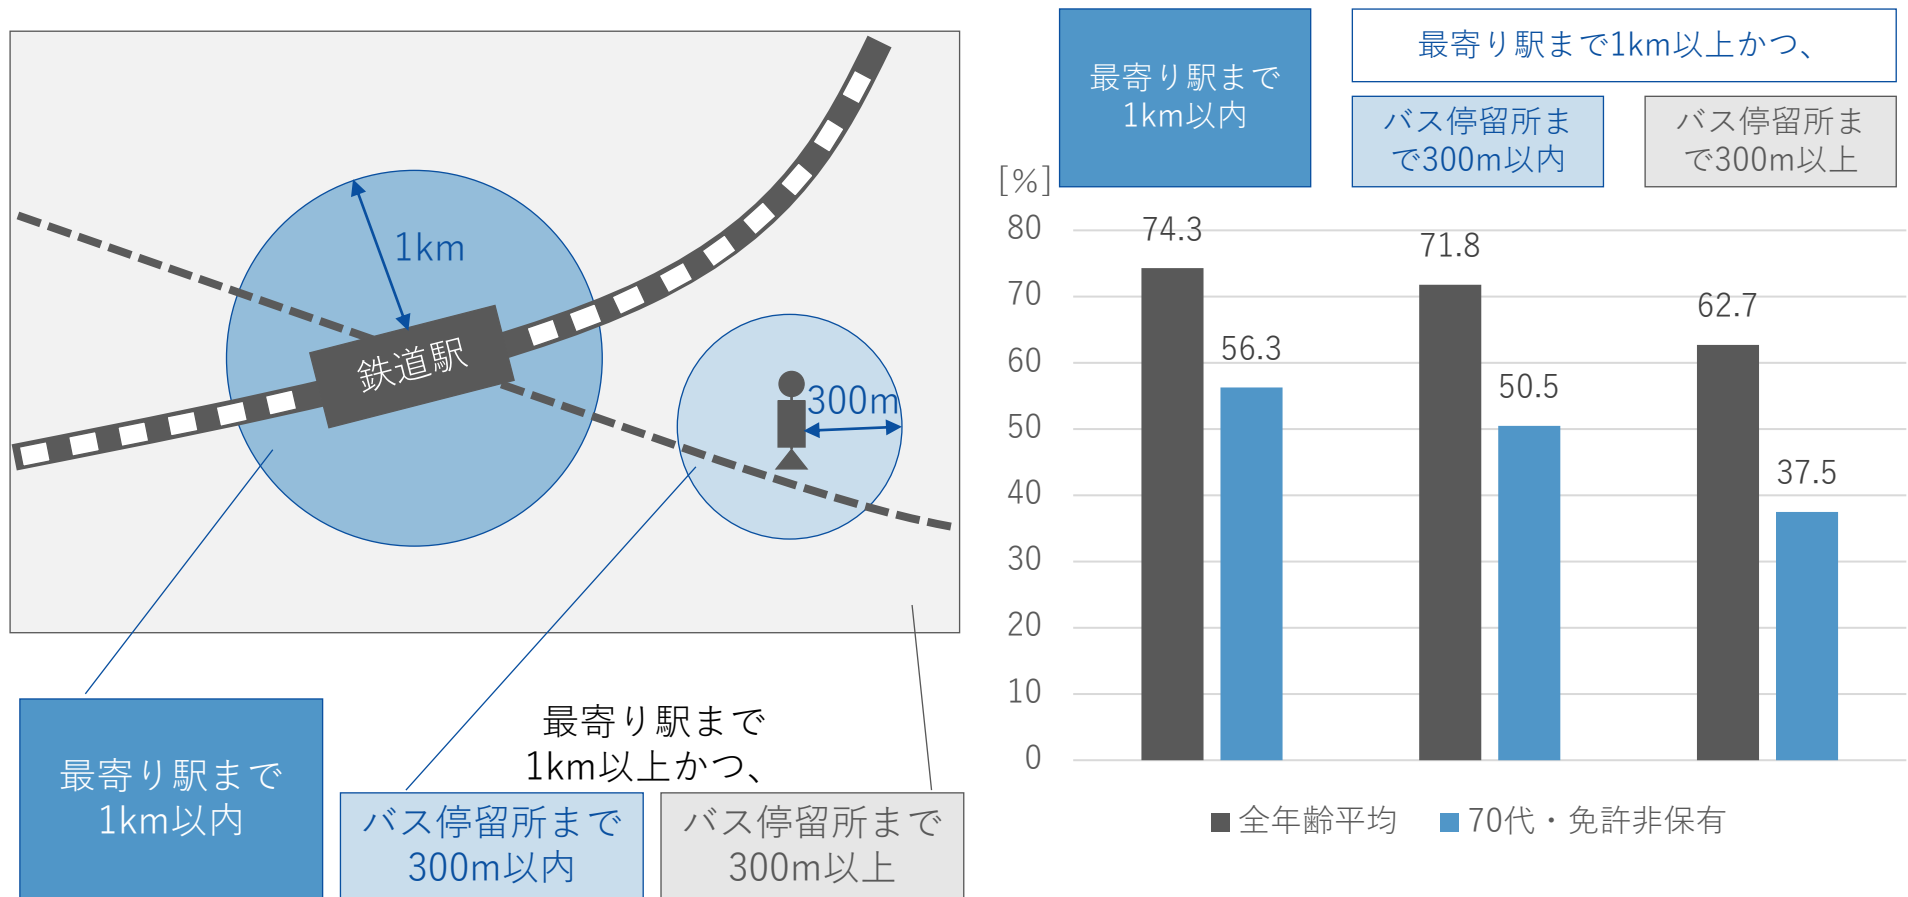 1km
鉄道駅
300m
最寄り駅まで
1km以内
最寄り駅まで
1km以上かつ、
バス停留所まで
300m以内
バス停留所まで
300m以上
最寄り駅まで
1km以内
最寄り駅まで1km以上かつ、
バス停留所ま
で300m以内
バス停留所ま
で300m以上
[%]
80
70
60
50
40
30
20
10
0
74.3
56.3
71.8
50.5
62.7
37.5
全年齢平均
70代・免許非保有